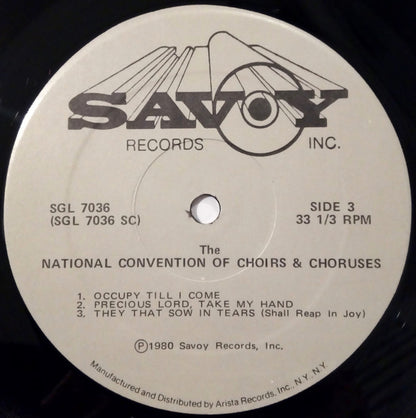 SAVOY
RECORDS INC.
SGL 7036
(SGL 7036 SC)
SIDE 3
33 1/3 RPM
The
NATIONAL CONVENTION OF CHOIRS & CHORUSES
1. OCCUPY TILL I COME
2. PRECIOUS LORD, TAKE MY HAND
3. THEY THAT SOW IN TEARS (Shall Reap In Joy)
Ⓟ1980 Savoy Records, Inc.
Manufactured and Distributed by Arista Records, Inc. N.Y. N.Y.